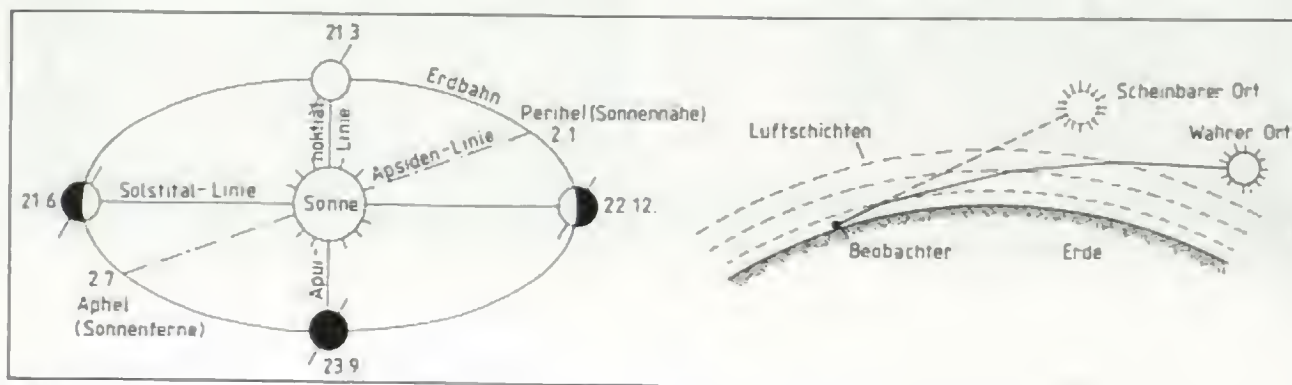 21.3
Erdbahn
Perihel (Sonnennähe)
2.1
Apsiden-Linie
Linie
Solstital-Linie
21.6
Sonne
22.12.
2.7
Aphel
(Sonnenferne)
23.9
Scheinbarer Ort
Luftschichten
Wahrer Ort
Beobachter
Erde